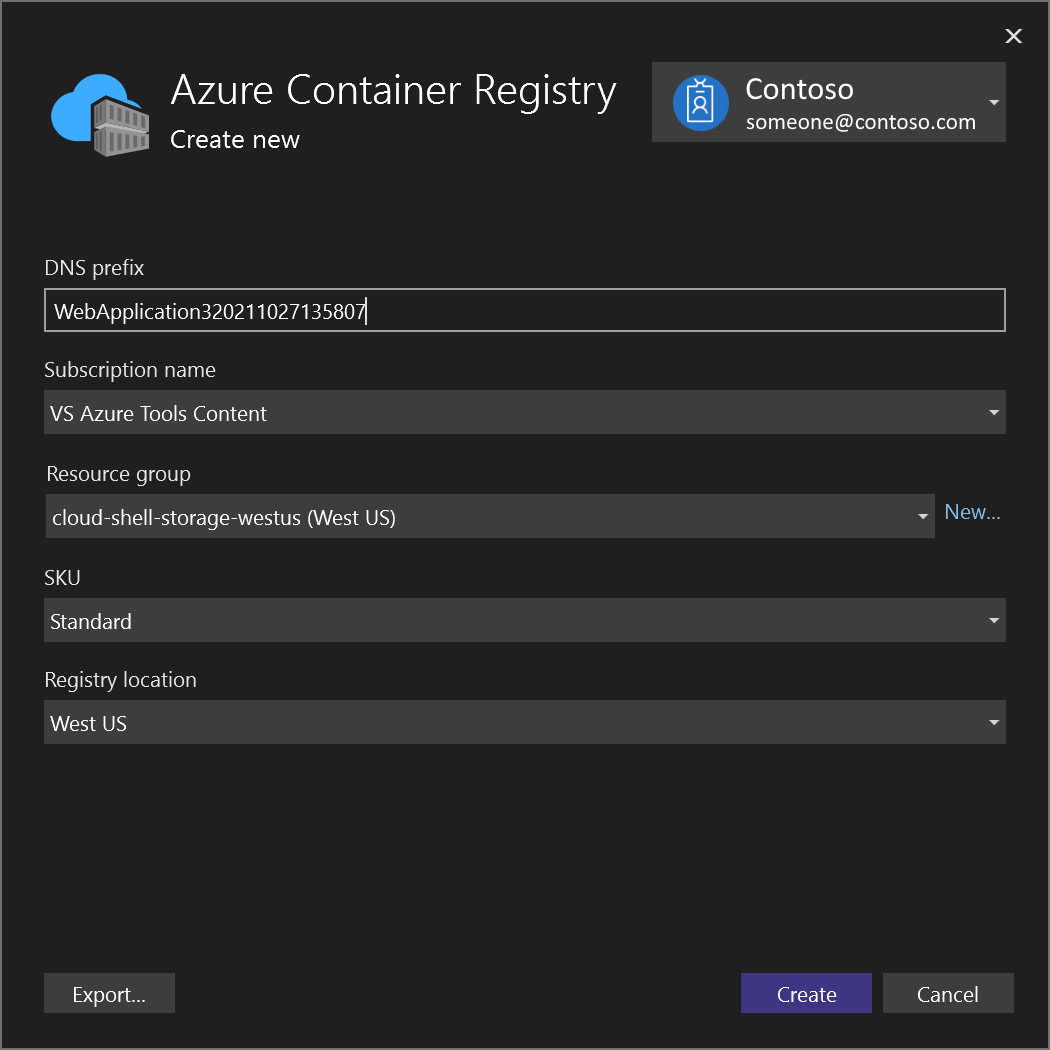 Azure Container Registry
Create new
Contoso
someone@contoso.com
DNS prefix
WebApplication320211027135807
Subscription name
VS Azure Tools Content
Resource group
cloud-shell-storage-westus (West US)
New...
SKU
Standard
Registry location
West US
Export...
Create
Cancel